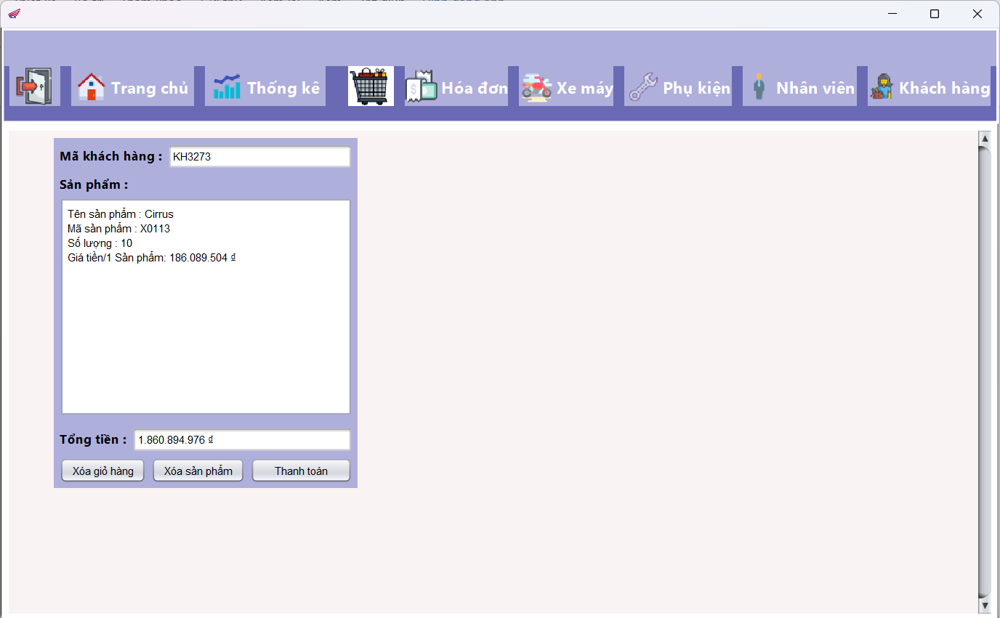 Trang chủ
Thống kê
Hóa đơn
Xe máy
Phụ kiện
Nhân viên
Khách hàng
Mã khách hàng : KH3273
Sản phẩm :
Tên sản phẩm : Cirrus
Mã sản phẩm : X0113
Số lượng : 10
Giá tiền/1 Sản phẩm: 186.089.504 ₫
Tổng tiền : 1.860.894.976 ₫
Xóa giỏ hàng
Xóa sản phẩm
Thanh toán